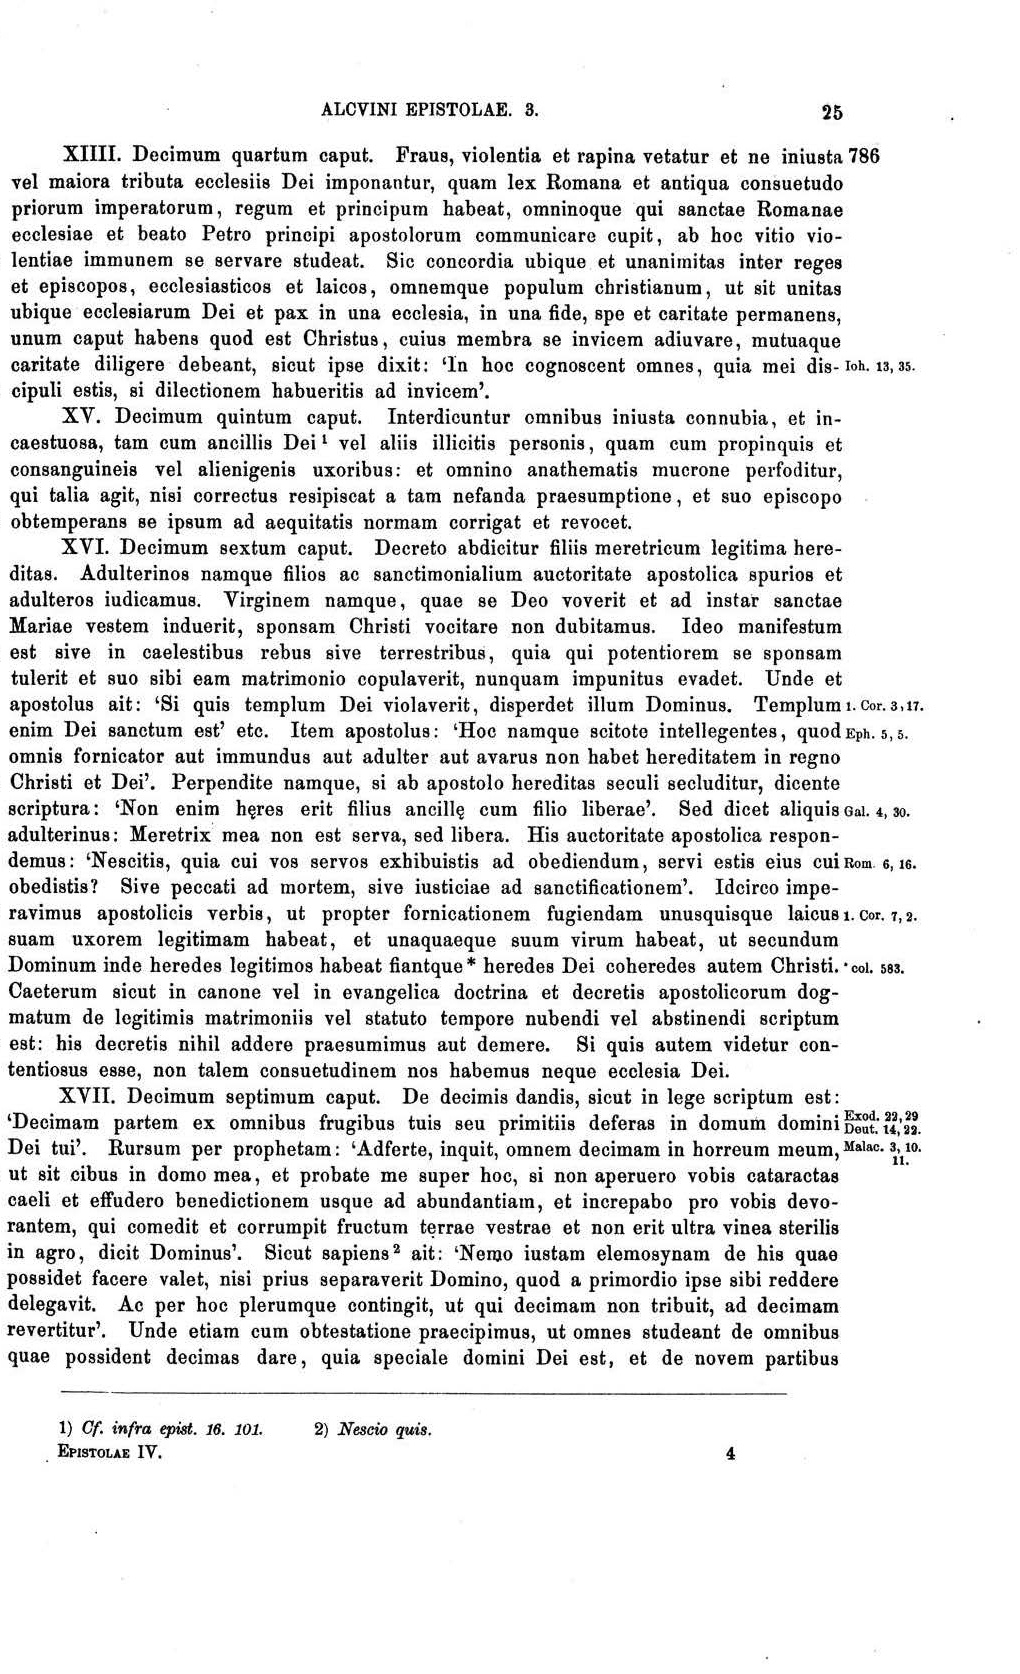 ALCVINI EPISTOLAE. 3. 25
XIIII. Decimum quartum caput. Fraus, violentia et rapina vetatur et ne iniusta 786
vel maiora tributa ecclesiis Dei imponantur, quam lex Romana et antiqua consuetudo
priorum imperatorum, regum et principum habeat, omninoque qui sanctae Romanae
ecclesiae et beato Petro principi apostolorum communicare cupit, ab hoc vitio vio-
lentiae immunem se servare studeat. Sic concordia ubique et unanimitas inter reges
et episcopos, ecclesiasticos et laicos, omnemque populum christianum, ut sit unitas
ubique ecclesiarum Dei et pax in una ecclesia, in una fide, spe et caritate permanens,
unum caput habens quod est Christus, cuius membra se invicem adiuvare, mutuaque
caritate diligere debeant, sicut ipse dixit: ‘In hoc cognoscent omnes, quia mei dis- Ioh. 13, 35.
cipuli estis, si dilectionem habueritis ad invicem’.
XV. Decimum quintum caput. Interdicuntur omnibus iniusta connubia, et in-
caestuosa, tam cum ancillis Dei¹ vel aliis illicitis personis, quam cum propinquis et
consanguineis vel alienigenis uxoribus: et omnino anathematis mucrone perfoditur,
qui talia agit, nisi correctus resipiscat a tam nefanda praesumptione, et suo episcopo
obtemperans se ipsum ad aequitatis normam corrigat et revocet.
XVI. Decimum sextum caput. Decreto abdicitur filiis meretricum legitima here-
ditas. Adulterinos namque filios ac sanctimonialium auctoritate apostolica spurios et
adulteros iudicamus. Virginem namque, quae se Deo voverit et ad instar sanctae
Mariae vestem induerit, sponsam Christi vocitare non dubitamus. Ideo manifestum
est sive in caelestibus rebus sive terrestribus, quia qui potentiorem se sponsam
tulerit et suo sibi eam matrimonio copulaverit, nunquam impunitus evadet. Unde et
apostolus ait: ‘Si quis templum Dei violaverit, disperdet illum Dominus. Templum 1. Cor. 3, 17.
enim Dei sanctum est’ etc. Item apostolus: ‘Hoc namque scitote intellegentes, quod Eph. 5, 5.
omnis fornicator aut immundus aut adulter aut avarus non habet hereditatem in regno
Christi et Dei’. Perpendite namque, si ab apostolo hereditas seculi secluditur, dicente
scriptura: ‘Non enim hęres erit filius ancillę cum filio liberae’. Sed dicet aliquis Gal. 4, 30.
adulterinus: Meretrix mea non est serva, sed libera. His auctoritate apostolica respon-
demus: ‘Nescitis, quia cui vos servos exhibuistis ad obediendum, servi estis eius cui Rom. 6, 16.
obedistis? Sive peccati ad mortem, sive iusticiae ad sanctificationem’. Idcirco impe-
ravimus apostolicis verbis, ut propter fornicationem fugiendam unusquisque laicus 1. Cor. 7, 2.
suam uxorem legitimam habeat, et unaquaeque suum virum habeat, ut secundum
Dominum inde heredes legitimos habeat fiantque* heredes Dei coheredes autem Christi. *col. 583.
Caeterum sicut in canone vel in evangelica doctrina et decretis apostolicorum dog-
matum de legitimis matrimoniis vel statuto tempore nubendi vel abstinendi scriptum
est: his decretis nihil addere praesumimus aut demere. Si quis autem videtur con-
tentiosus esse, non talem consuetudinem nos habemus neque ecclesia Dei.
XVII. Decimum septimum caput. De decimis dandis, sicut in lege scriptum est:
‘Decimam partem ex omnibus frugibus tuis seu primitiis deferas in domum domini Exod. 22, 29 Deut. 14, 22.
Dei tui’. Rursum per prophetam: ‘Adferte, inquit, omnem decimam in horreum meum, Malac. 3, 10. 11.
ut sit cibus in domo mea, et probate me super hoc, si non aperuero vobis cataractas
caeli et effudero benedictionem usque ad abundantiam, et increpabo pro vobis devo-
rantem, qui comedit et corrumpit fructum terrae vestrae et non erit ultra vinea sterilis
in agro, dicit Dominus’. Sicut sapiens² ait: ‘Nemo iustam elemosynam de his quae
possidet facere valet, nisi prius separaverit Domino, quod a primordio ipse sibi reddere
delegavit. Ac per hoc plerumque contingit, ut qui decimam non tribuit, ad decimam
revertitur’. Unde etiam cum obtestatione praecipimus, ut omnes studeant de omnibus
quae possident decimas dare, quia speciale domini Dei est, et de novem partibus
1) Cf. infra epist. 16. 101. 2) Nescio quis.
EPISTOLAE IV. 4